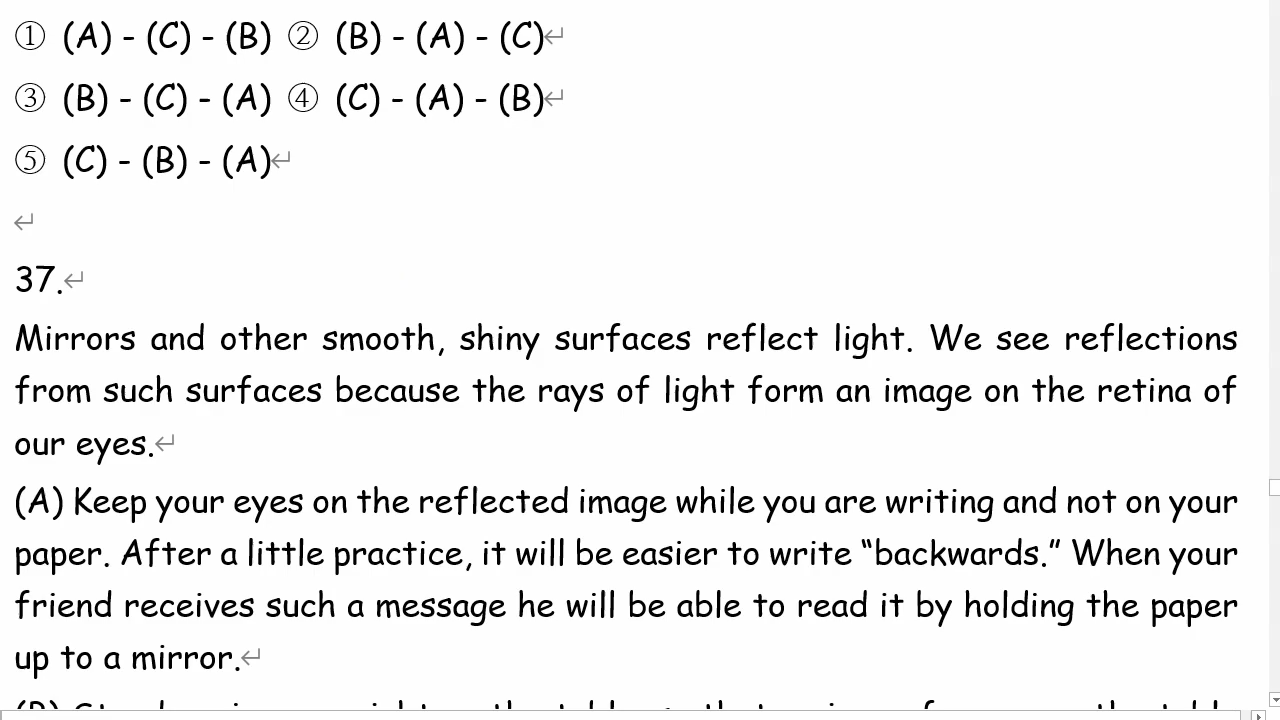 ① (A) - (C) - (B) ② (B) - (A) - (C)↵
③ (B) - (C) - (A) ④ (C) - (A) - (B)↵
⑤ (C) - (B) - (A)↵
↵
37.↵
Mirrors and other smooth, shiny surfaces reflect light. We see reflections
from such surfaces because the rays of light form an image on the retina of
our eyes.↵
(A) Keep your eyes on the reflected image while you are writing and not on your
paper. After a little practice, it will be easier to write “backwards.” When your
friend receives such a message he will be able to read it by holding the paper
up to a mirror.↵